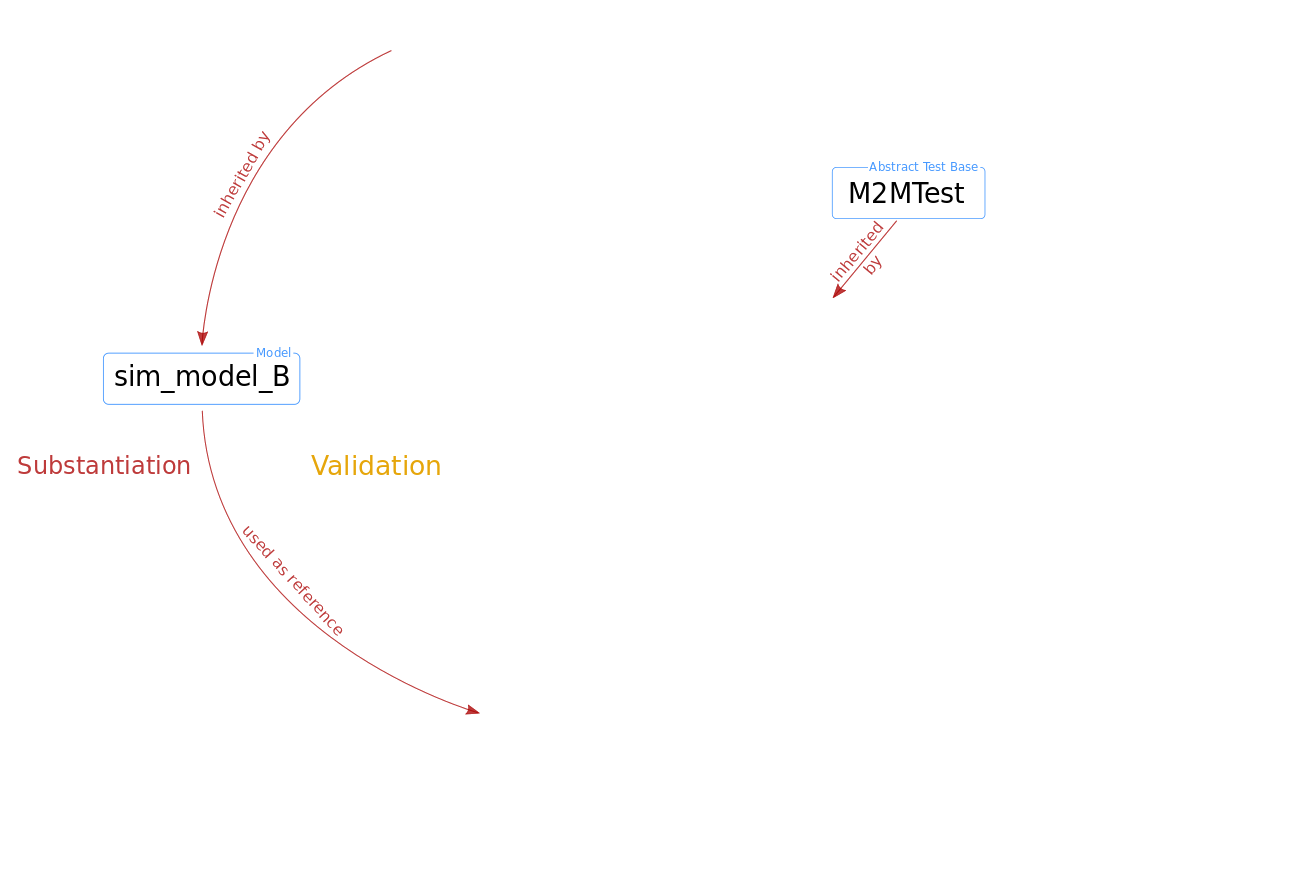 inherited by
Abstract Test Base
M2MTest
inherited
by
Model
sim_model_B
Substantiation
Validation
used as reference